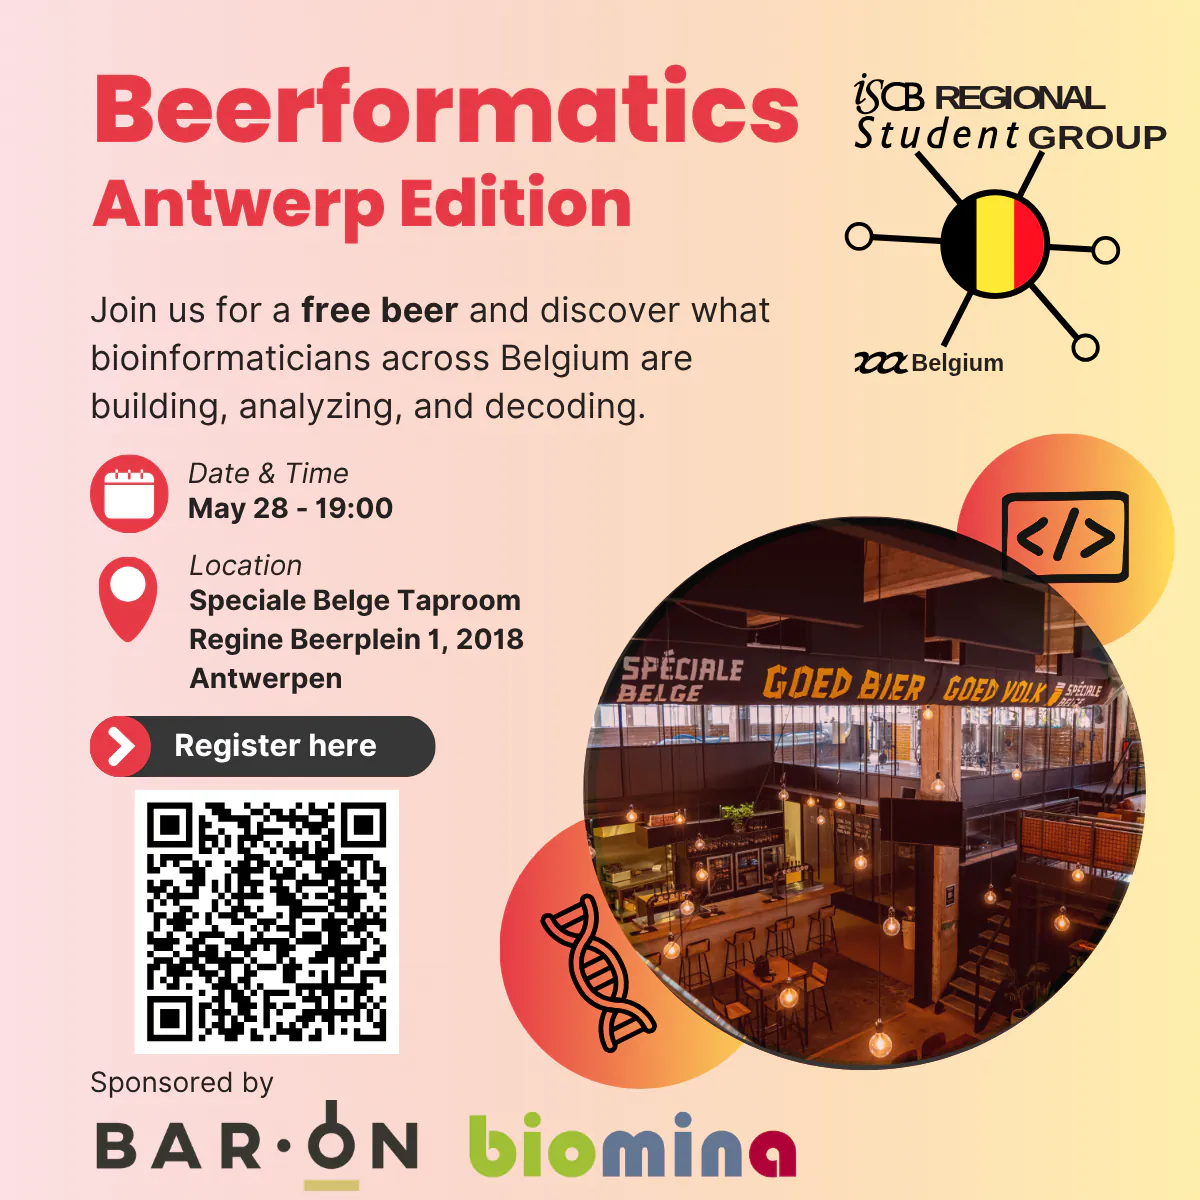 Beerformatics
Antwerp Edition
iSCB REGIONAL
Student GROUP
Belgium
Join us for a free beer and discover what
bioinformaticians across Belgium are
building, analyzing, and decoding.
Date & Time
May 28 - 19:00
Location
Speciale Belge Taproom
Regine Beerplein 1, 2018
Antwerpen
</>
SPÉCIALE
BELGE
GOED BIER
GOED VOLK
SPÉCIALE
BELGE
Register here
Sponsored by
BAR·ON
biomina